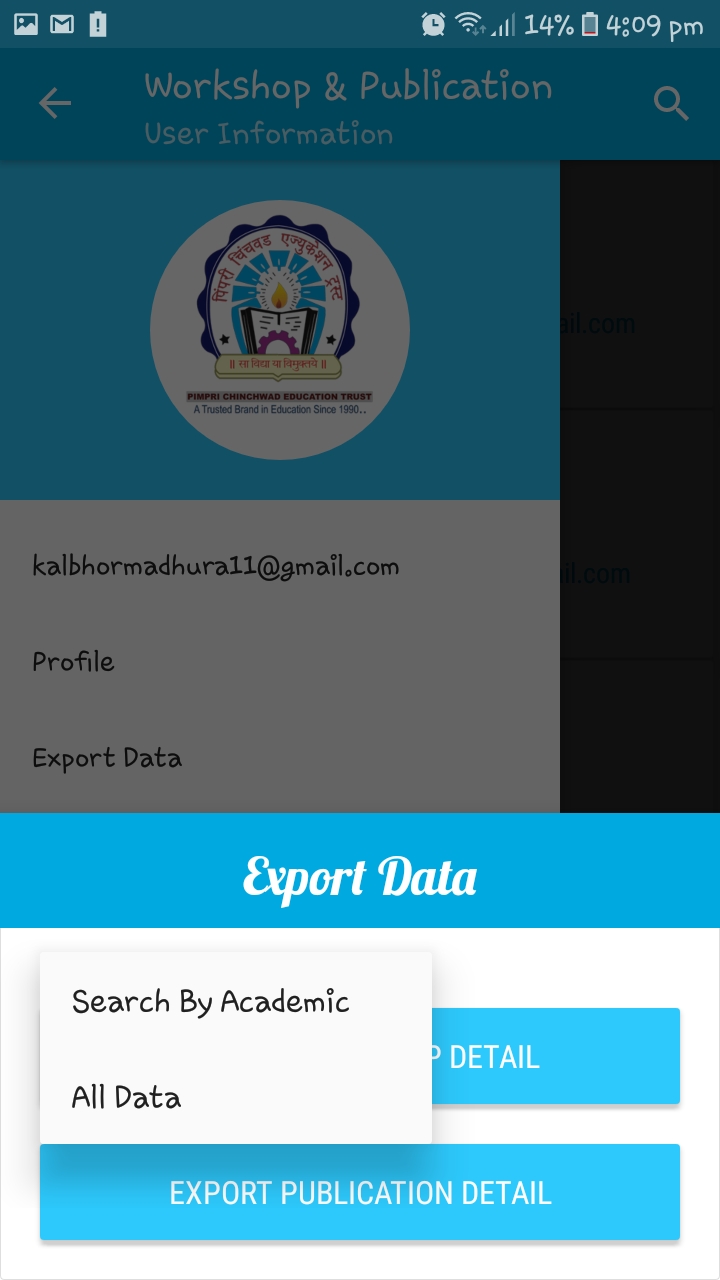 14% 4:09 pm
Workshop & Publication
User Information
पिंपरी चिंचवड एज्युकेशन ट्रस्ट
|| सा विद्या या विमुक्तये ||
PIMPRI CHINCHWAD EDUCATION TRUST
A Trusted Brand in Education Since 1990..
ail.com
kalbhormadhura11@gmail.com
il.com
Profile
Export Data
Export Data
Search By Academic
P DETAIL
All Data
EXPORT PUBLICATION DETAIL